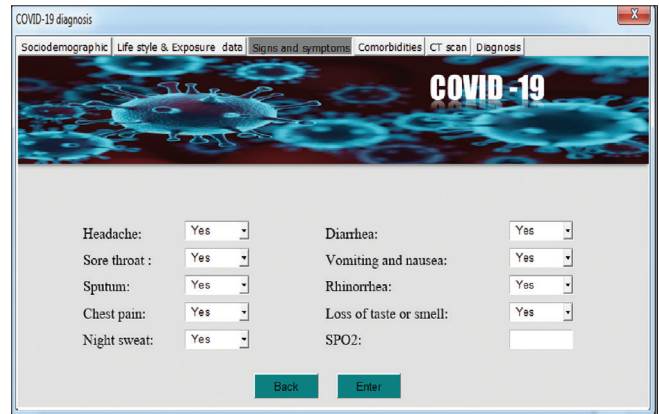 COVID-19 diagnosis
X
Sociodemographic Life style & Exposure data Signs and symptoms Comorbidities CT scan Diagnosis
COVID -19
Headache: Yes Diarrhea: Yes
Sore throat : Yes Vomiting and nausea: Yes
Sputum: Yes Rhinorrhea: Yes
Chest pain: Yes Loss of taste or smell: Yes
Night sweat: Yes SPO2:
Back Enter